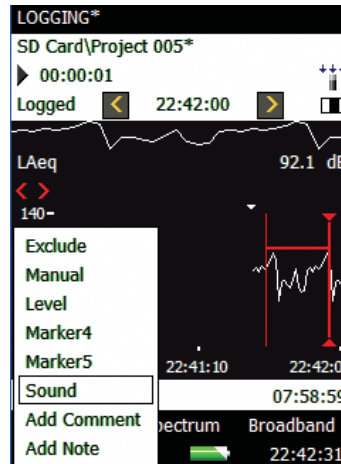 LOGGING*
SD Card\Project 005*
00:00:01
Logged < 22:42:00 >
LAeq 92.1 dB
< >
140-
Exclude
Manual
Level
Marker4
Marker5
22:41:10 22:42:0
Sound
07:58:59
Add Comment
pectrum Broadband
Add Note
22:42:31